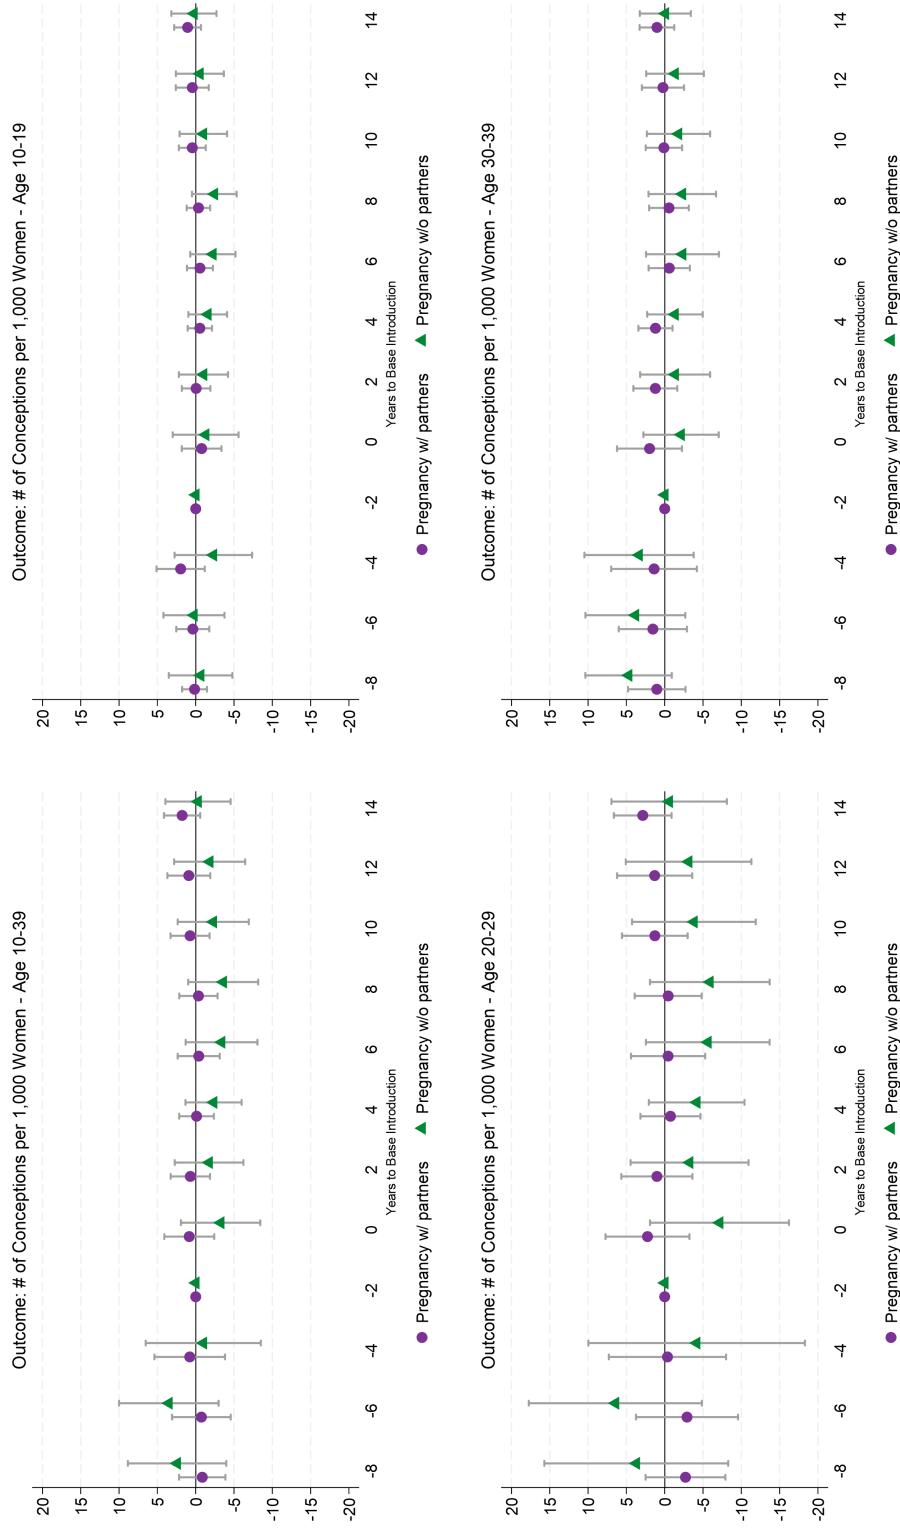 Outcome: # of Conceptions per 1,000 Women - Age 10-39
20
15
10
5
0
-5
-10
-15
-20
-8 -6 -4 -2 0 2 4 6 8 10 12 14
Years to Base Introduction
Pregnancy w/ partners Pregnancy w/o partners
Outcome: # of Conceptions per 1,000 Women - Age 10-19
20
15
10
5
0
-5
-10
-15
-20
-8 -6 -4 -2 0 2 4 6 8 10 12 14
Years to Base Introduction
Pregnancy w/ partners Pregnancy w/o partners
Outcome: # of Conceptions per 1,000 Women - Age 20-29
20
15
10
5
0
-5
-10
-15
-20
-8 -6 -4 -2 0 2 4 6 8 10 12 14
Years to Base Introduction
Pregnancy w/ partners Pregnancy w/o partners
Outcome: # of Conceptions per 1,000 Women - Age 30-39
20
15
10
5
0
-5
-10
-15
-20
-8 -6 -4 -2 0 2 4 6 8 10 12 14
Years to Base Introduction
Pregnancy w/ partners Pregnancy w/o partners